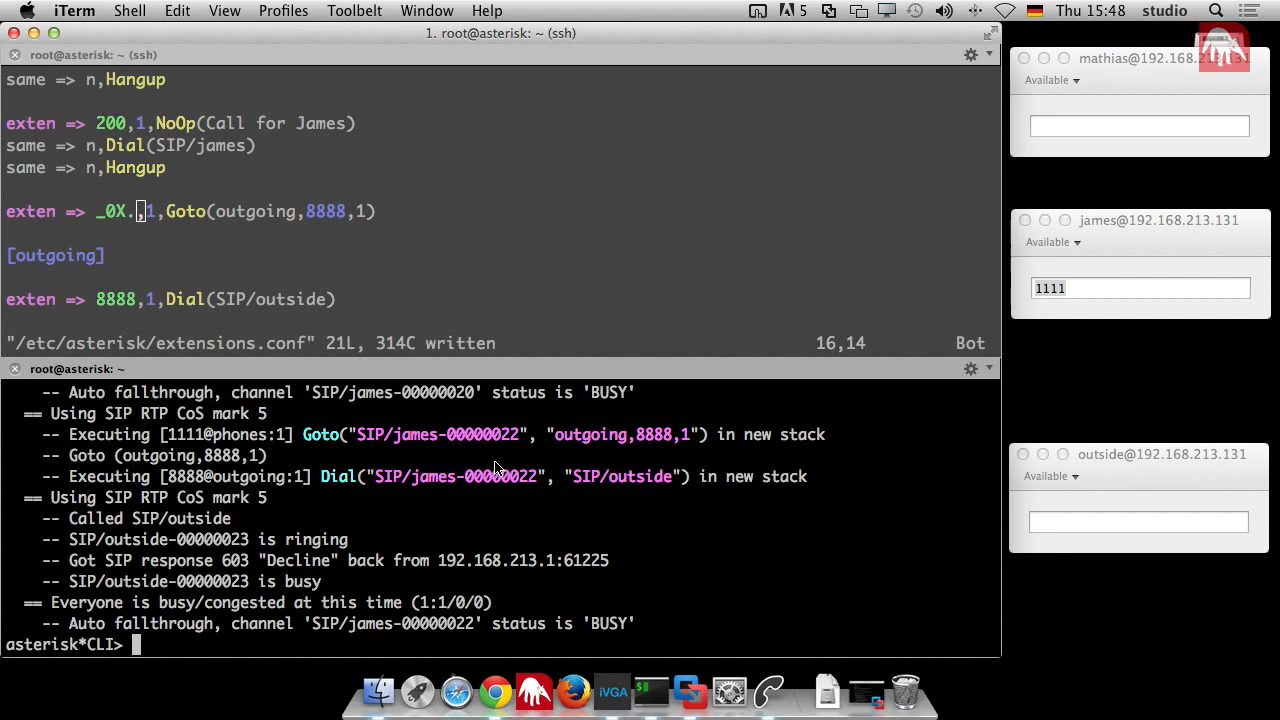 iTerm Shell Edit View Profiles Toolbelt Window Help 5 Thu 15:48 studio
1. root@asterisk: ~ (ssh)
root@asterisk: ~ (ssh)
same => n,Hangup
exten => 200,1,NoOp(Call for James)
same => n,Dial(SIP/james)
same => n,Hangup
exten => _0X.,1,Goto(outgoing,8888,1)
[outgoing]
exten => 8888,1,Dial(SIP/outside)
"/etc/asterisk/extensions.conf" 21L, 314C written 16,14 Bot
root@asterisk: ~
-- Auto fallthrough, channel 'SIP/james-00000020' status is 'BUSY'
== Using SIP RTP CoS mark 5
-- Executing [1111@phones:1] Goto("SIP/james-00000022", "outgoing,8888,1") in new stack
-- Goto (outgoing,8888,1)
-- Executing [8888@outgoing:1] Dial("SIP/james-00000022", "SIP/outside") in new stack
== Using SIP RTP CoS mark 5
-- Called SIP/outside
-- SIP/outside-00000023 is ringing
-- Got SIP response 603 "Decline" back from 192.168.213.1:61225
-- SIP/outside-00000023 is busy
== Everyone is busy/congested at this time (1:1/0/0)
-- Auto fallthrough, channel 'SIP/james-00000022' status is 'BUSY'
asterisk*CLI>
mathias@192.168.213.131
Available
james@192.168.213.131
Available
1111
outside@192.168.213.131
Available
iVGA